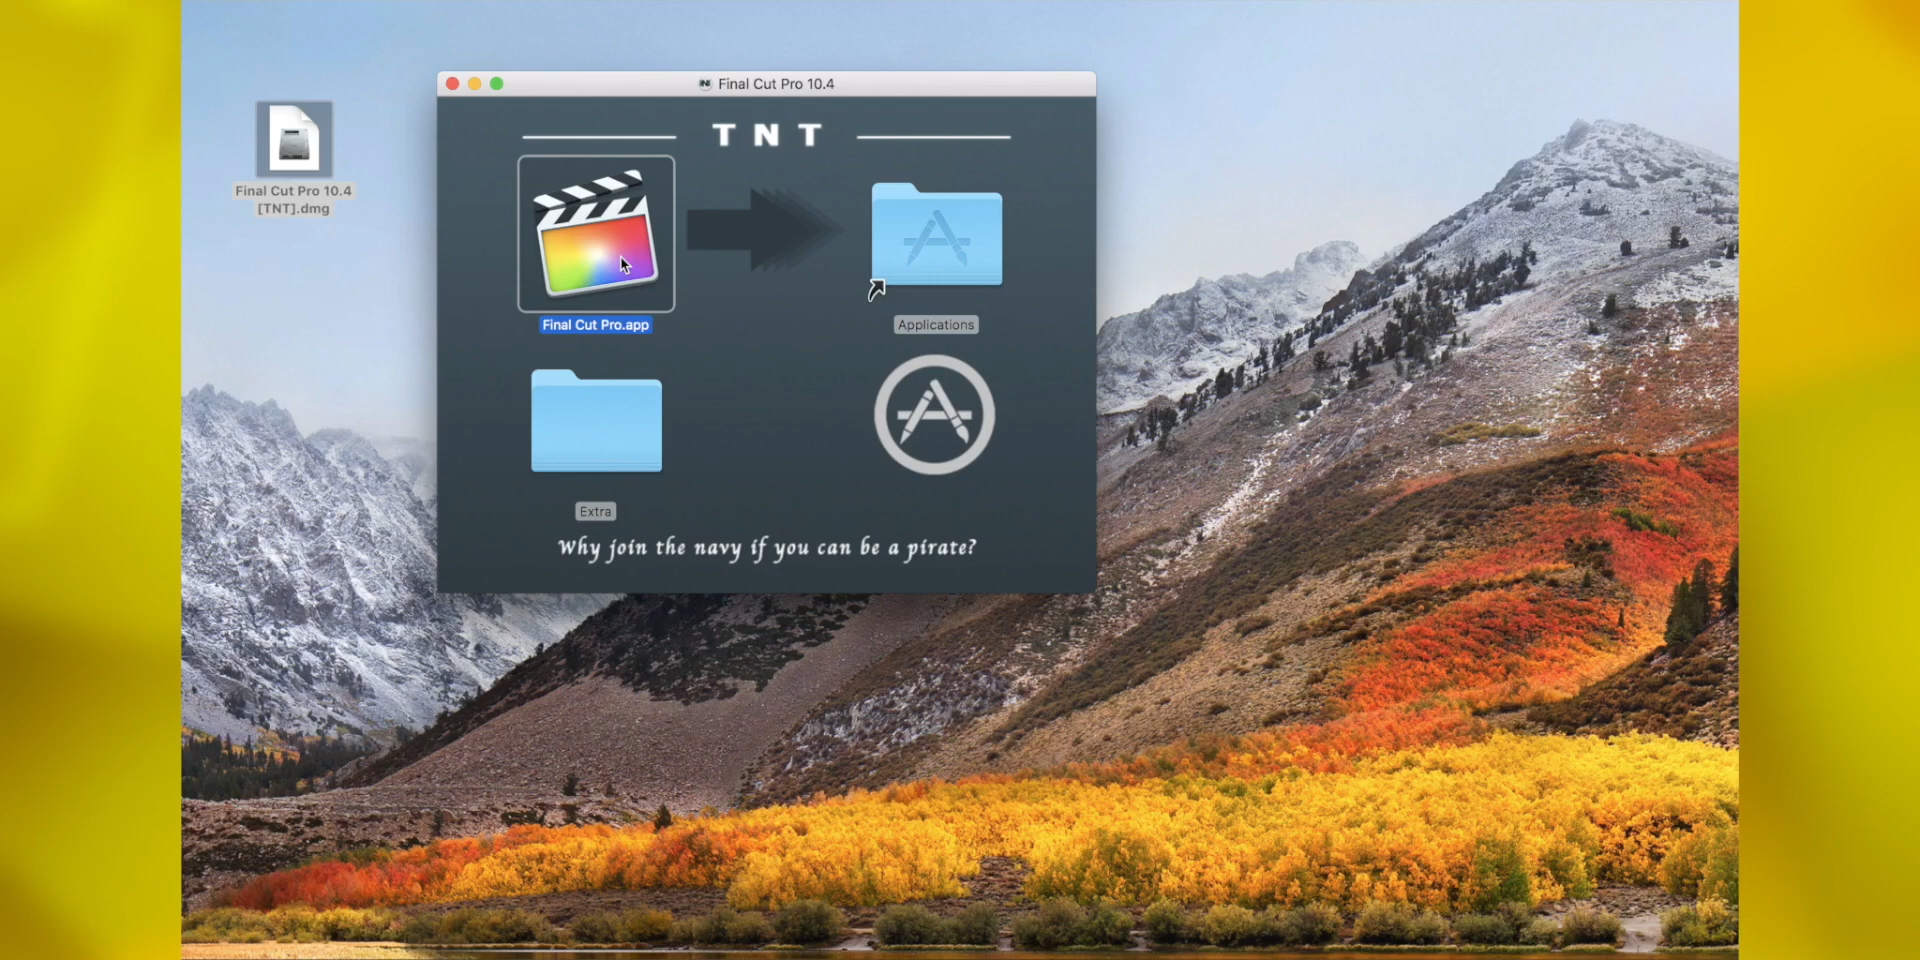 Final Cut Pro 10.4
TNT
Final Cut Pro 10.4
[TNT].dmg
Final Cut Pro.app
Applications
Extra
Why join the navy if you can be a pirate?